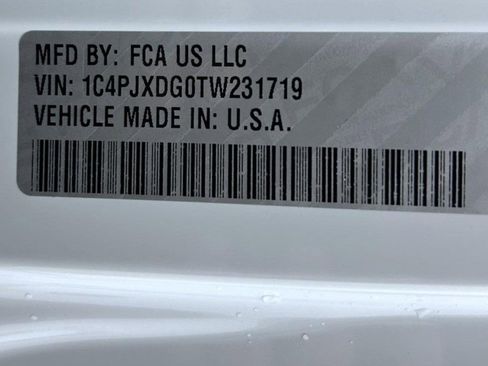 MFD BY: FCA US LLC
VIN: 1C4PJXDG0TW231719
VEHICLE MADE IN: U.S.A.